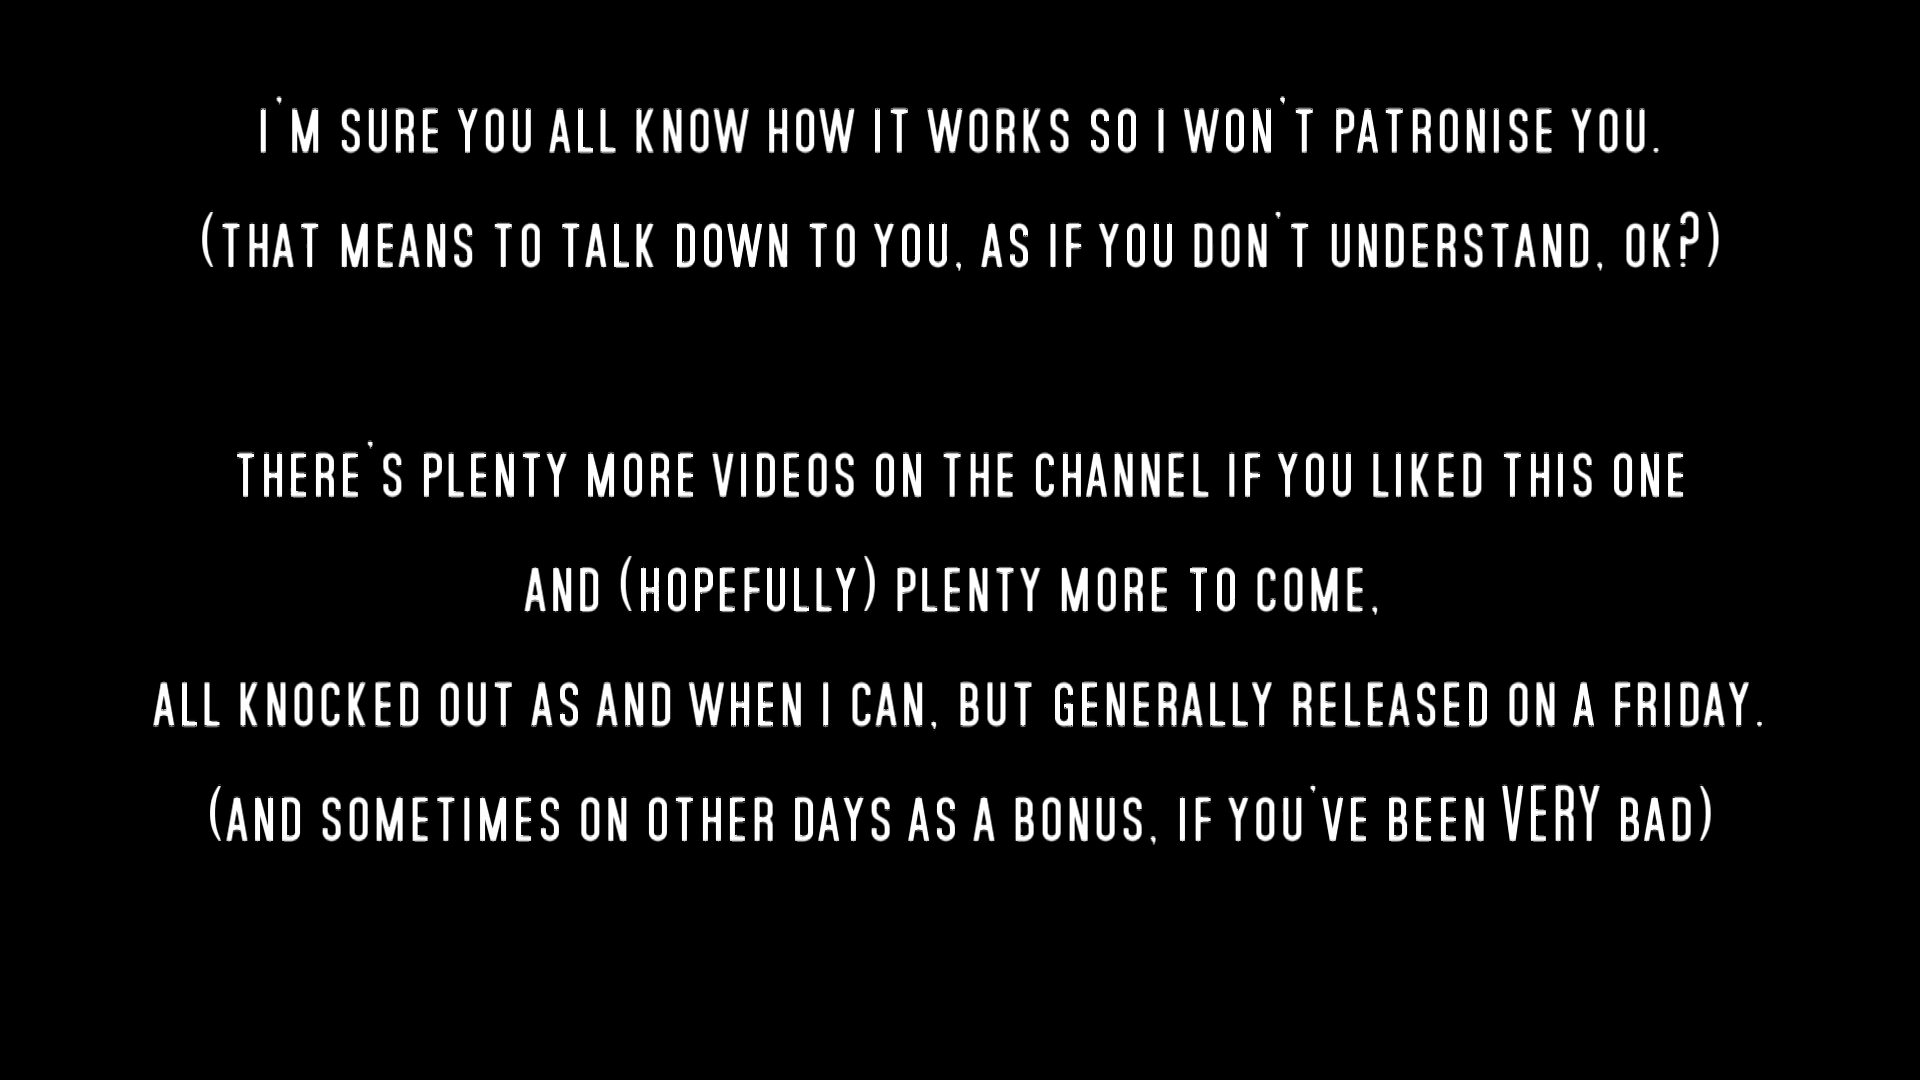 I'M SURE YOU ALL KNOW HOW IT WORKS SO I WON'T PATRONISE YOU.
(THAT MEANS TO TALK DOWN TO YOU, AS IF YOU DON'T UNDERSTAND, OK?)
THERE'S PLENTY MORE VIDEOS ON THE CHANNEL IF YOU LIKED THIS ONE
AND (HOPEFULLY) PLENTY MORE TO COME,
ALL KNOCKED OUT AS AND WHEN I CAN, BUT GENERALLY RELEASED ON A FRIDAY.
(AND SOMETIMES ON OTHER DAYS AS A BONUS, IF YOU'VE BEEN VERY BAD)